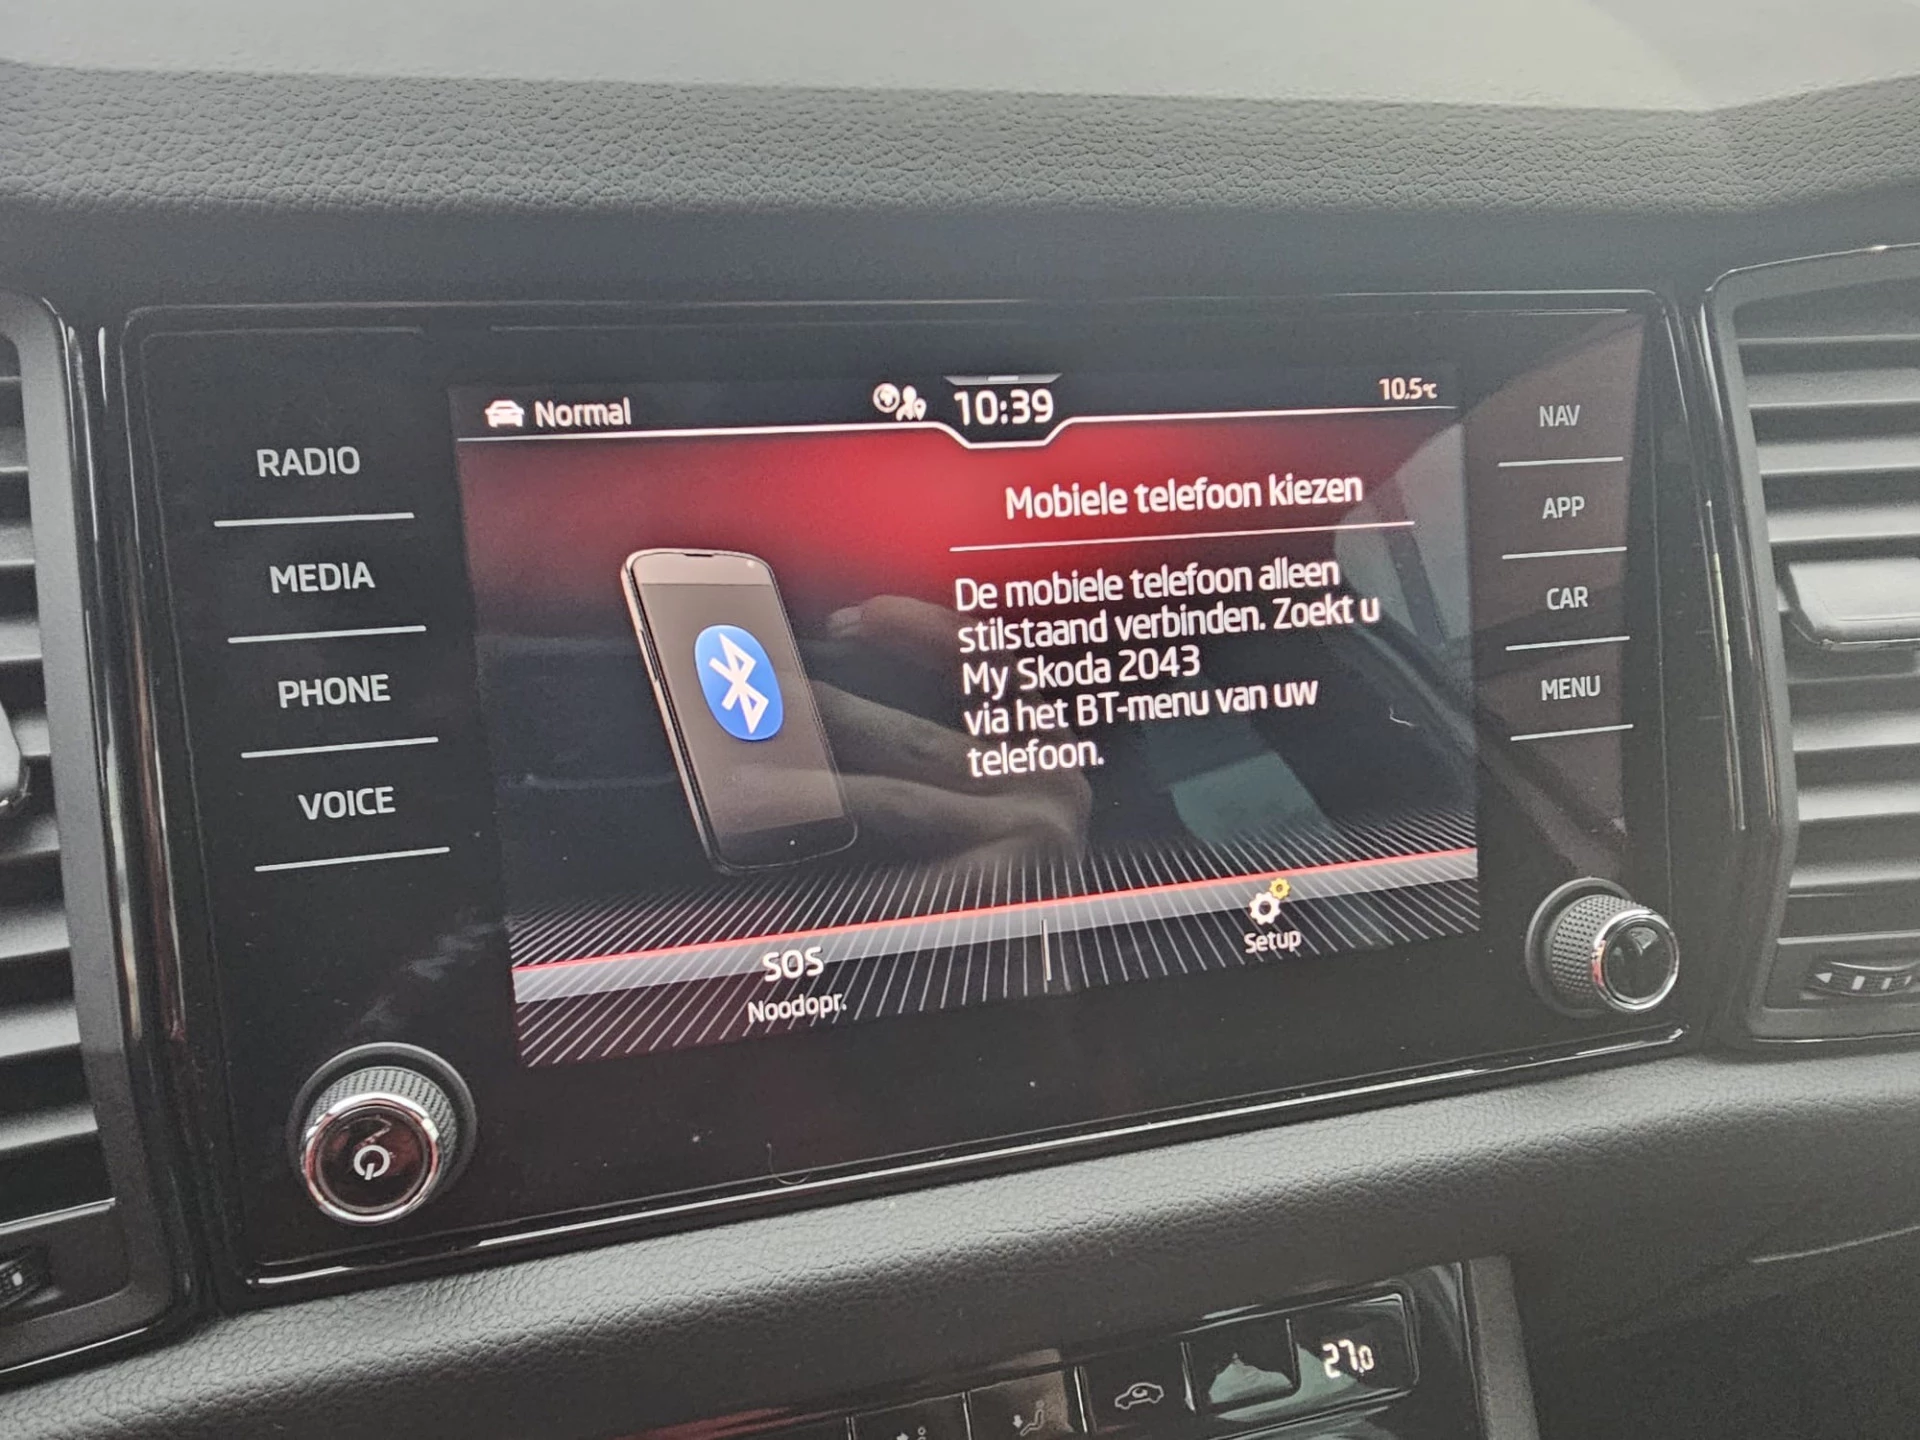 Normal
10:39
10.5°C
RADIO
MEDIA
PHONE
VOICE
Mobiele telefoon kiezen
De mobiele telefoon alleen
stilstaand verbinden. Zoekt u
My Skoda 2043
via het BT-menu van uw
telefoon.
NAV
APP
CAR
MENU
SOS
Noodopr.
Setup
27.0